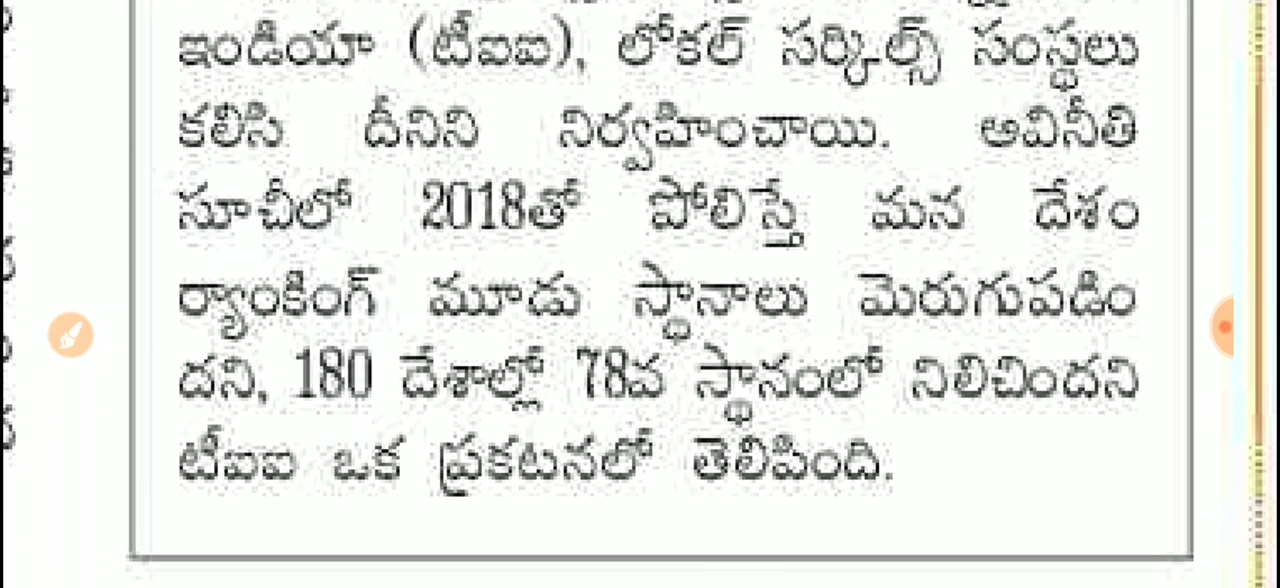 ఇండియా (టీఐఐ), లోకల్ సర్కిల్స్ సంస్థలు
కలిసి దీనిని నిర్వహించాయి. అవినీతి
సూచీలో 2018తో పోలిస్తే మన దేశం
ర్యాంకింగ్ మూడు స్థానాలు మెరుగుపడిం
దని, 180 దేశాల్లో 78వ స్థానంలో నిలిచిందని
టీఐఐ ఒక ప్రకటనలో తెలిపింది.